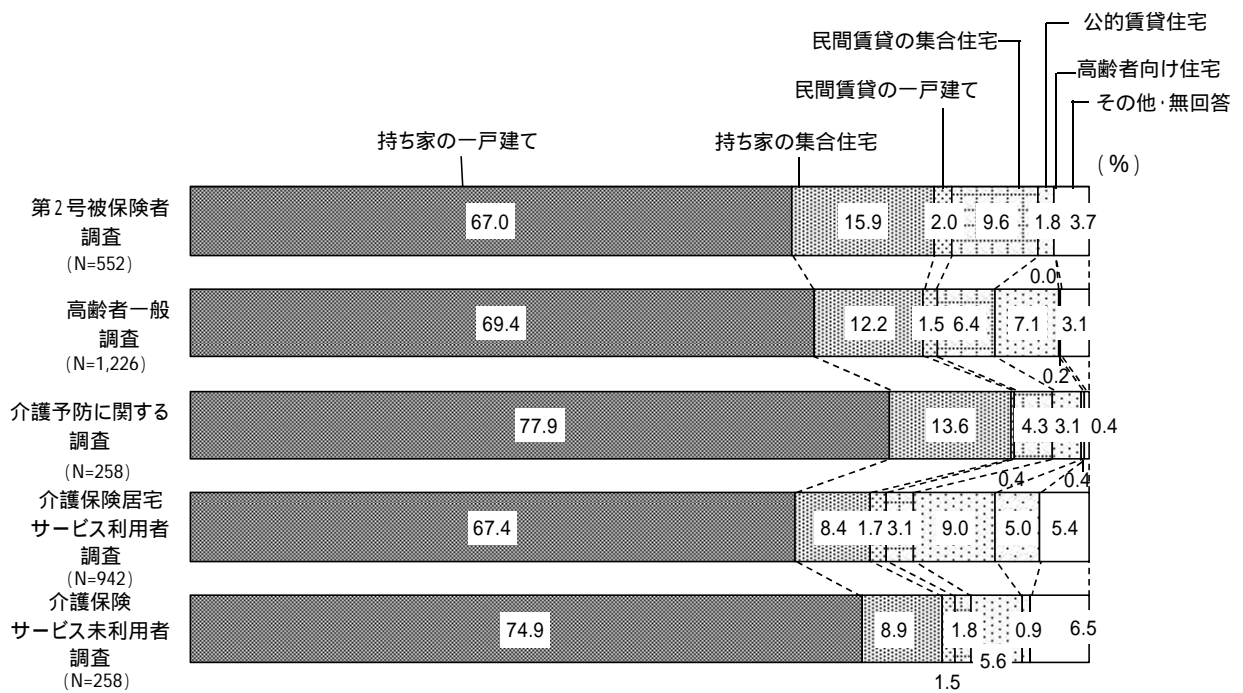 公的賃貸住宅
民間賃貸の集合住宅
高齢者向け住宅
民間賃貸の一戸建て
その他・無回答
持ち家の一戸建て
持ち家の集合住宅
(%)
第2号被保険者
調査
(N=552)
67.0 15.9 2.0 9.6 1.8 3.7
0.0
高齢者一般
調査
(N=1,226)
69.4 12.2 1.5 6.4 7.1 3.1
0.2
介護予防に関する
調査
(N=258)
77.9 13.6 4.3 3.1 0.4
0.4 0.4
介護保険居宅
サービス利用者
調査
(N=942)
67.4 8.4 1.7 3.1 9.0 5.0 5.4
介護保険
サービス未利用者
調査
(N=258)
74.9 8.9 1.8 0.9 6.5
5.6
1.5